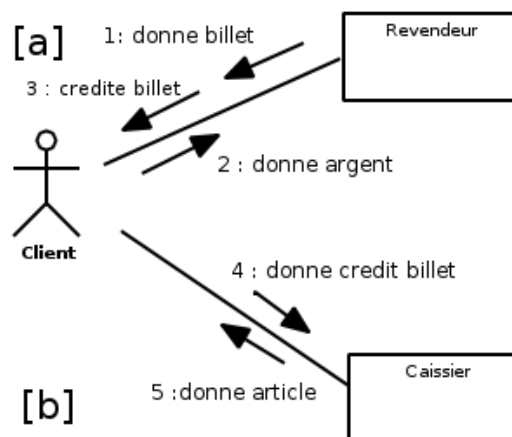 [a]
1: donne billet
Revendeur
3 : credite billet
2 : donne argent
Client
4 : donne credit billet
Caissier
5 :donne article
[b]